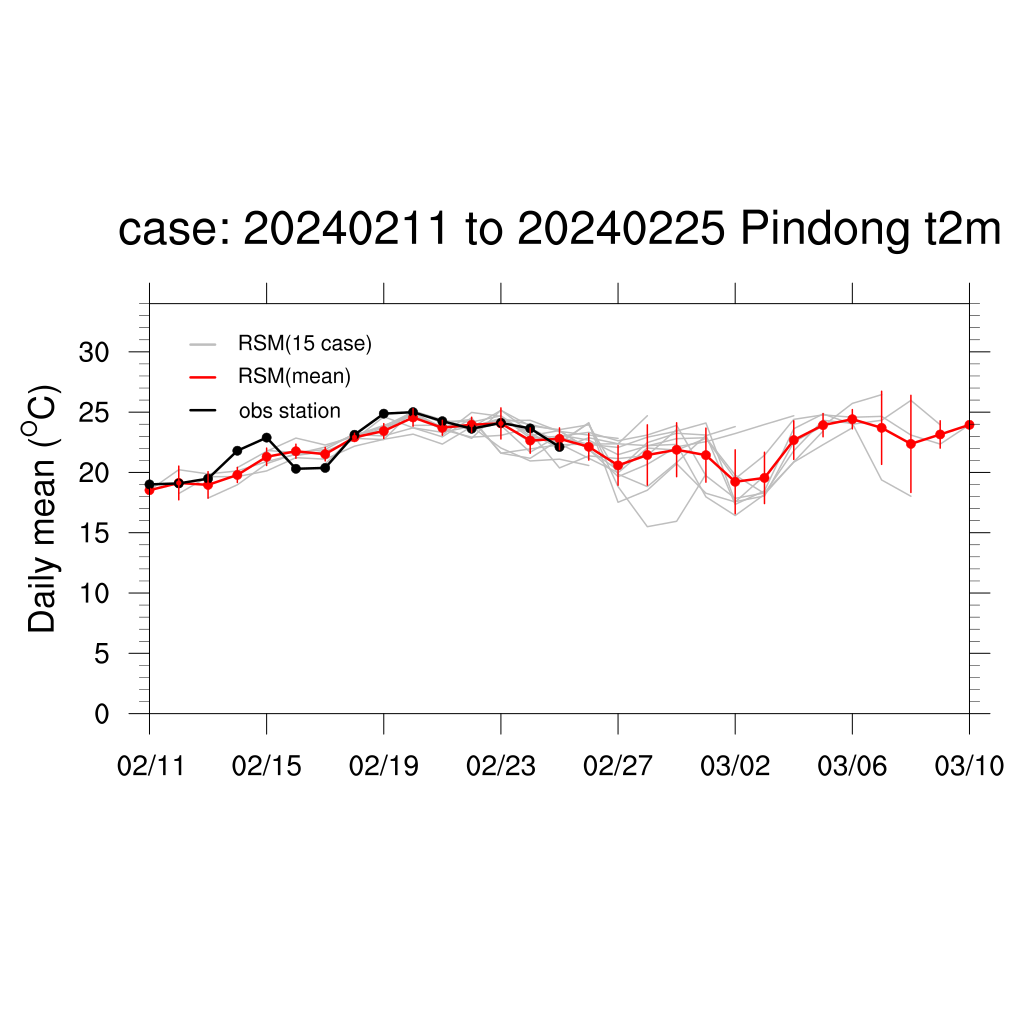 case: 20240211 to 20240225 Pindong t2m
RSM(15 case)
RSM(mean)
obs station
Daily mean (°C)
30
25
20
15
10
5
0
02/11 02/15 02/19 02/23 02/27 03/02 03/06 03/10